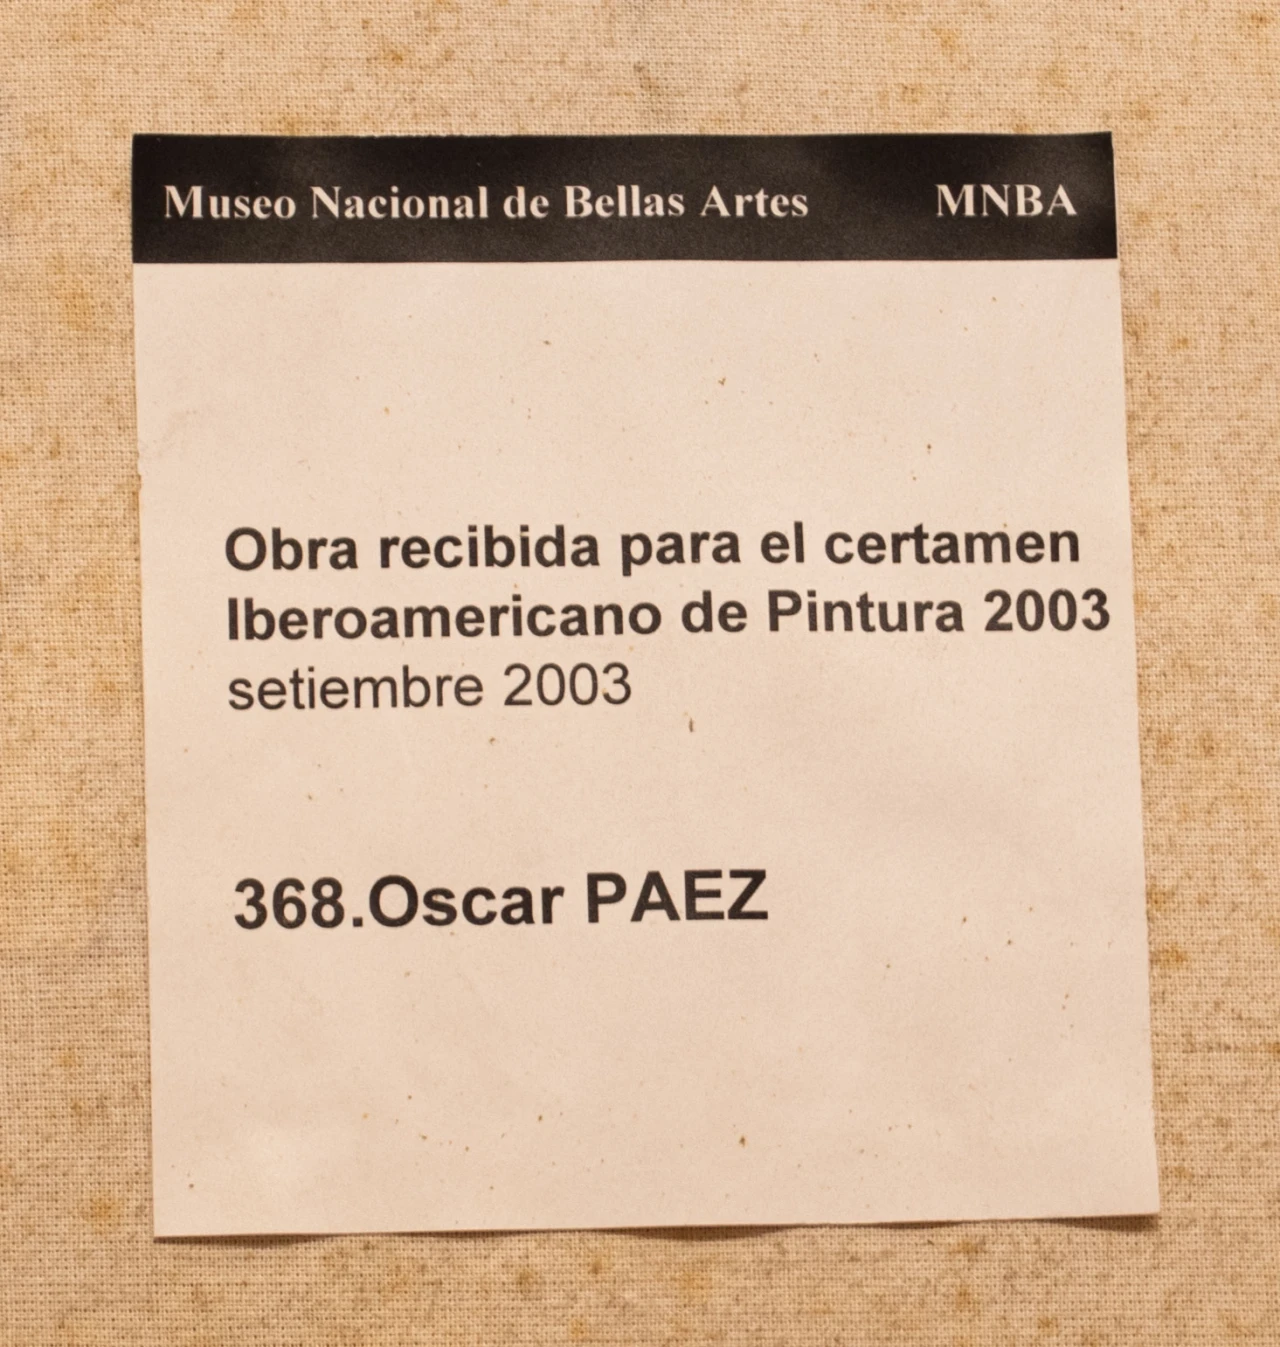 Museo Nacional de Bellas Artes MNBA
Obra recibida para el certamen
Iberoamericano de Pintura 2003
setiembre 2003
368.Oscar PAEZ